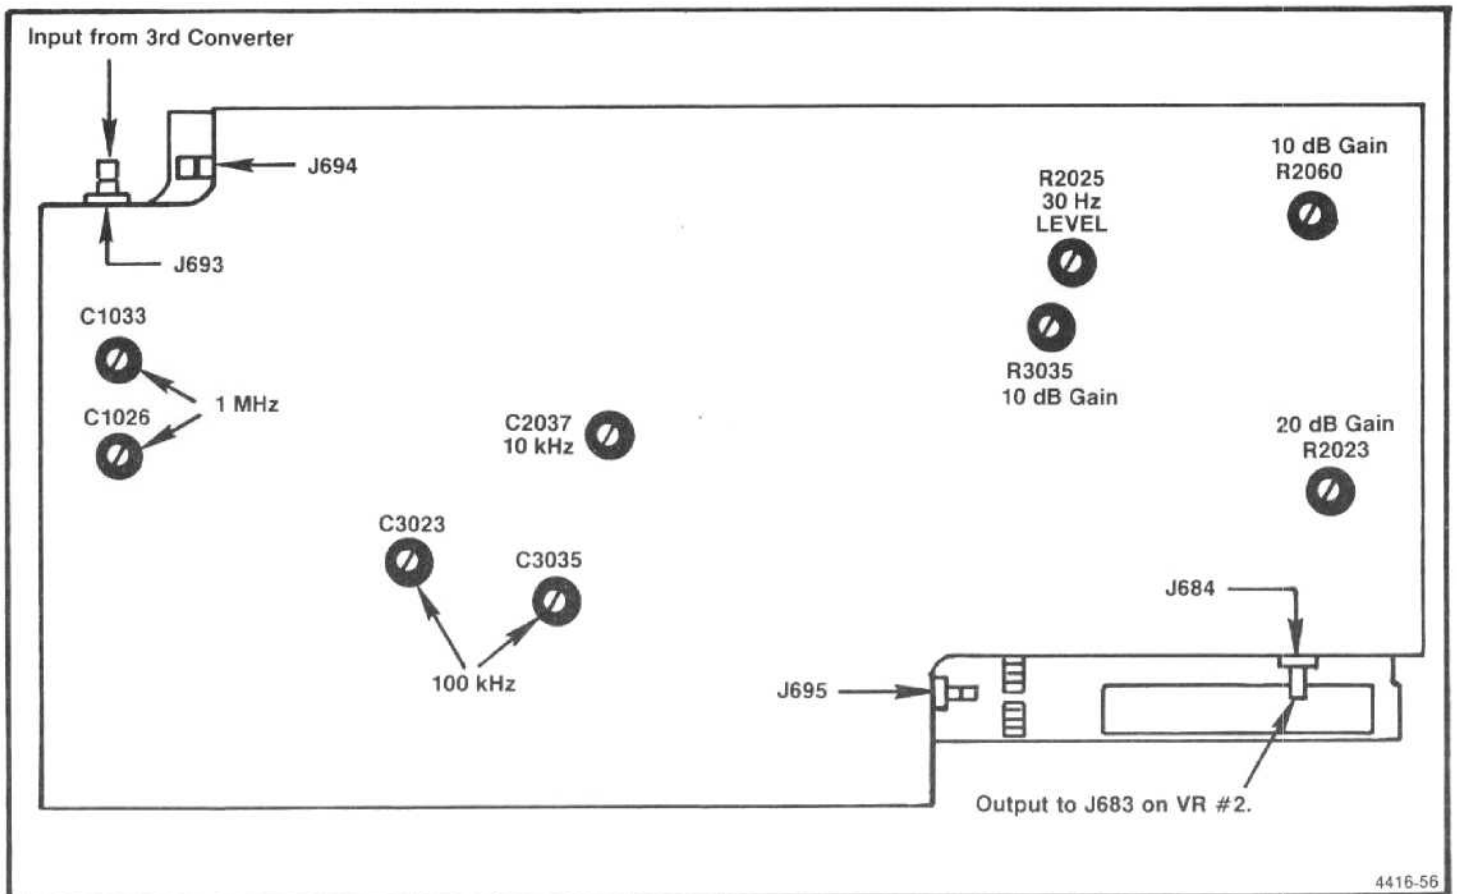 Input from 3rd Converter
J694
J693
10 dB Gain
R2060
R2025
30 Hz
LEVEL
C1033
R3035
10 dB Gain
1 MHz
C1026
C2037
10 kHz
20 dB Gain
R2023
C3023
C3035
J684
100 kHz
J695
Output to J683 on VR #2.
4416-56